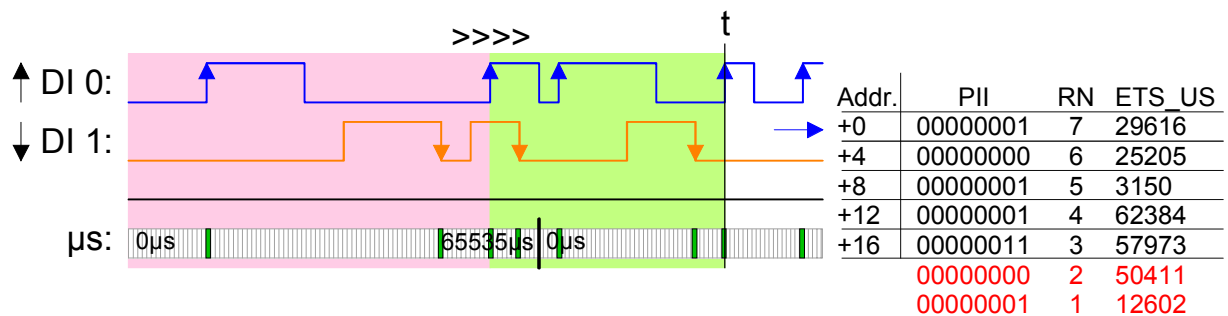 >>>>
t
DI 0:
DI 1:
µs: 0µs 65535µs 0µs
Addr. PII RN ETS_US
+0 00000001 7 29616
+4 00000000 6 25205
+8 00000001 5 3150
+12 00000001 4 62384
+16 00000011 3 57973
00000000 2 50411
00000001 1 12602